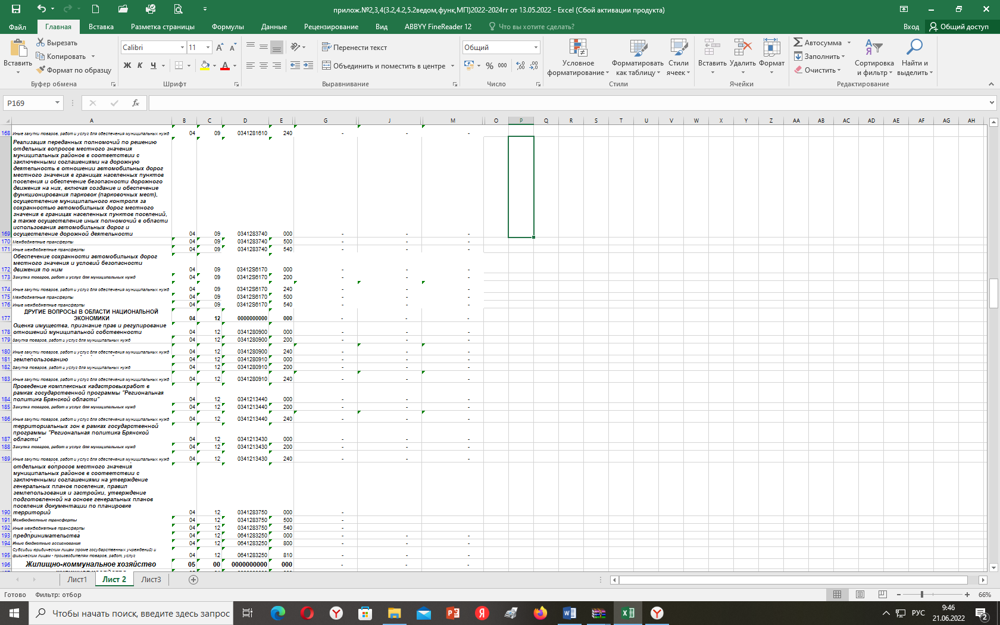 прилож.№2,3,4(3.2,4.2,5.2ведом,функ,МП)2022-2024гг от 13.05.2022 - Excel (Сбой активации продукта)
Файл Главная Вставка Разметка страницы Формулы Данные Рецензирование Вид ABBYY FineReader 12 Что вы хотите сделать? Вход Общий доступ
Вставить Вырезать Копировать Формат по образцу
Calibri 11 Ж К Ч
Перенести текст
Объединить и поместить в центре
Общий % 000
Условное форматирование Форматировать как таблицу Стили ячеек
Вставить Удалить Формат
Автосумма Заполнить Очистить
Сортировка и фильтр Найти и выделить
Буфер обмена Шрифт Выравнивание Число Стили Ячейки Редактирование
P169 fx
A B C D E G J M O P Q R S T U V W X Y Z AA AB AC AD AE AF AG AH
168 Иные закупки товаров, работ и услуг для обеспечения муниципальных нужд 04 09 0341281610 240 - - -
Реализация переданных полномочий по решению
отдельных вопросов местного значения
муниципальных районов в соответствии с
заключенными соглашениями на дорожную
деятельность в отношении автомобильных дорог
местного значения в границах населенных пунктов
поселения и обеспечение безопасности дорожного
движения на них, включая создание и обеспечение
функционирования парковок (парковочных мест),
осуществление муниципального контроля за
сохранностью автомобильных дорог местного
значения в границах населенных пунктов поселений,
а также осуществление иных полномочий в области
использования автомобильных дорог и
169 осуществление дорожной деятельности 04 09 0341283740 000 - - -
170 Межбюджетные трансферты 04 09 0341283740 500 - - -
171 Иные межбюджетные трансферты 04 09 0341283740 540 - - -
Обеспечение сохранности автомобильных дорог
местного значения и условий безопасности
172 движения по ним 04 09 03412S6170 000 - - -
173 Закупка товаров, работ и услуг для муниципальных нужд 04 09 03412S6170 200 - - -
174 Иные закупки товаров, работ и услуг для обеспечения муниципальных нужд 04 09 03412S6170 240 - - -
175 Межбюджетные трансферты 04 09 03412S6170 500 - - -
176 Иные межбюджетные трансферты 04 09 03412S6170 540 - - -
ДРУГИЕ ВОПРОСЫ В ОБЛАСТИ НАЦИОНАЛЬНОЙ
177 ЭКОНОМИКИ 04 12 0000000000 000 - - -
Оценка имущества, признание прав и регулирование
178 отношений муниципальной собственности 04 12 0341280900 000 - - -
179 Закупка товаров, работ и услуг для муниципальных нужд 04 12 0341280900 200 - - -
180 Иные закупки товаров, работ и услуг для обеспечения муниципальных нужд 04 12 0341280900 240 - - -
181 землепользованию 04 12 0341280910 000 - - -
182 Закупка товаров, работ и услуг для муниципальных нужд 04 12 0341280910 200 - - -
183 Иные закупки товаров, работ и услуг для обеспечения муниципальных нужд 04 12 0341280910 240 - - -
Проведение комплексных кадастровыхработ в
рамках государственной программы "Региональная
184 политика Брянской области" 04 12 0341213440 000 - - -
185 Закупка товаров, работ и услуг для муниципальных нужд 04 12 0341213440 200 - - -
186 Иные закупки товаров, работ и услуг для обеспечения муниципальных нужд 04 12 0341213440 240 - - -
территориальных зон в рамках государственной
программы "Региональная политика Брянской
187 области" 04 12 0341213430 000 - - -
188 Закупка товаров, работ и услуг для муниципальных нужд 04 12 0341213430 200 - - -
189 Иные закупки товаров, работ и услуг для обеспечения муниципальных нужд 04 12 0341213430 240 - - -
отдельных вопросов местного значения
муниципальных районов в соответствии с
заключенными соглашениями на утверждение
генеральных планов поселения, правил
землепользования и застройки, утверждение
подготовленной на основе генеральных планов
поселения документации по планировке
190 территорий 04 12 0341283750 000 -
191 Межбюджетные трансферты 04 12 0341283750 500 -
192 Иные межбюджетные трансферты 04 12 0341283750 540 -
193 предпринимательства 04 12 0641283250 000 - - -
194 Иные бюджетные ассигнования 04 12 0641283250 800 - - -
Субсидии юридическим лицам (кроме государственных учреждений) и
195 физическим лицам - производителям товаров, работ, услуг 04 12 0641283250 810 - - -
196 Жилищно-коммунальное хозяйство 05 00 0000000000 000 - - -
Лист1 Лист 2 Лист3
Готово Фильтр: отбор 66%
Чтобы начать поиск, введите здесь запрос
РУС 9:46
21.06.2022 2